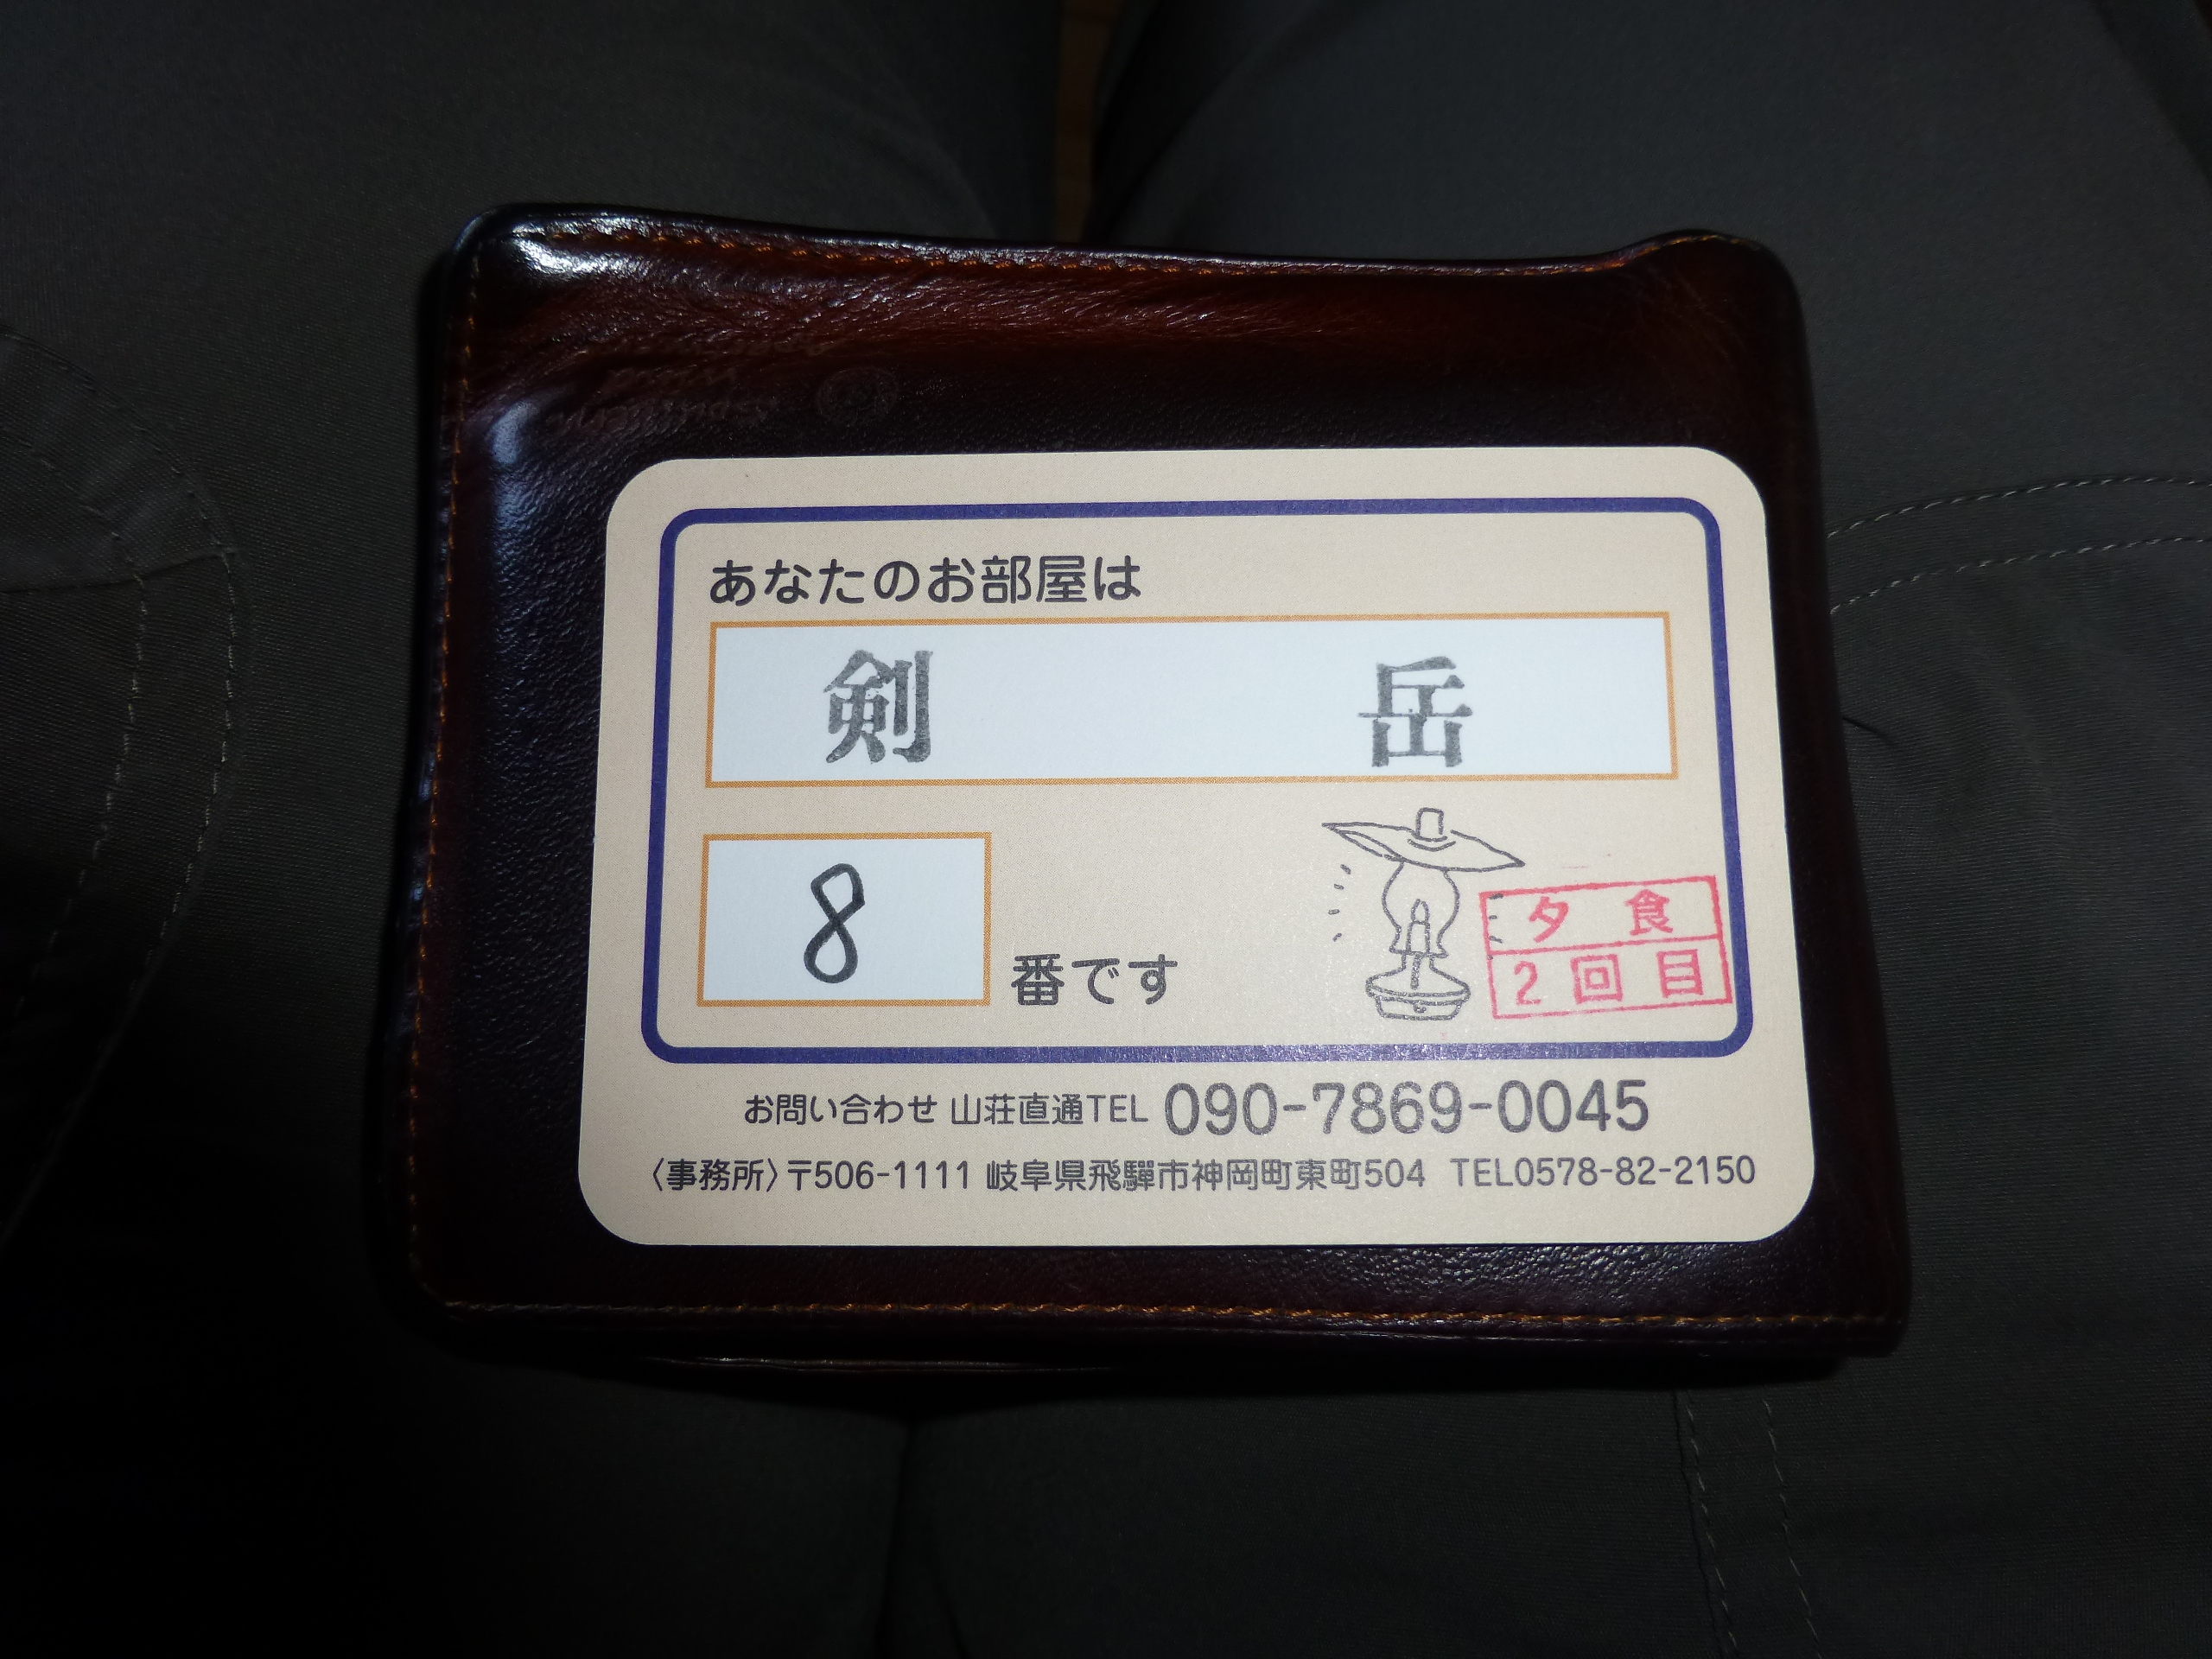 あなたのお部屋は
剣 岳
8 番です
夕 食
2 回 目
お問い合わせ 山荘直通TEL 090-7869-0045
〈事務所〉〒506-1111 岐阜県飛騨市神岡町東町504 TEL0578-82-2150